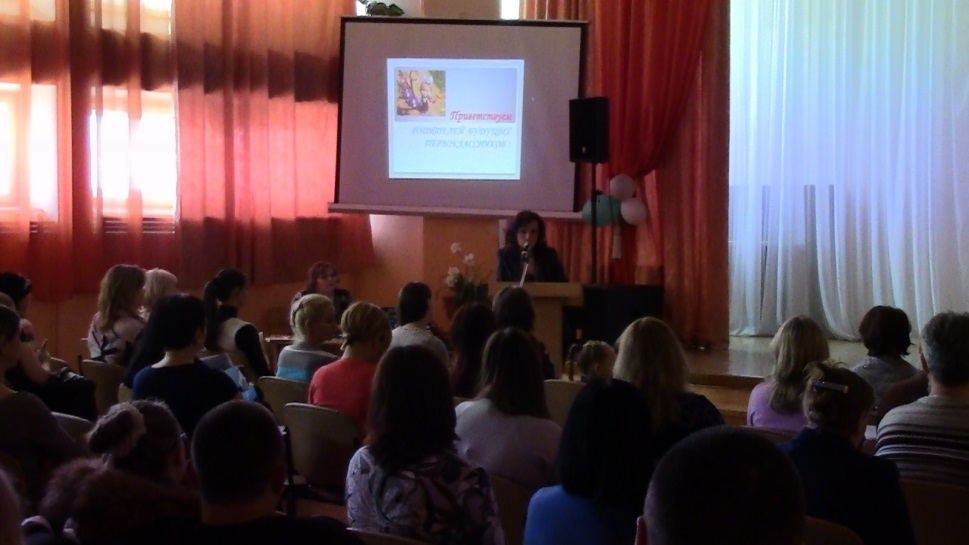 Приветствуем
РОДИТЕЛЕЙ БУДУЩИХ
ПЕРВОКЛАССНИКОВ!